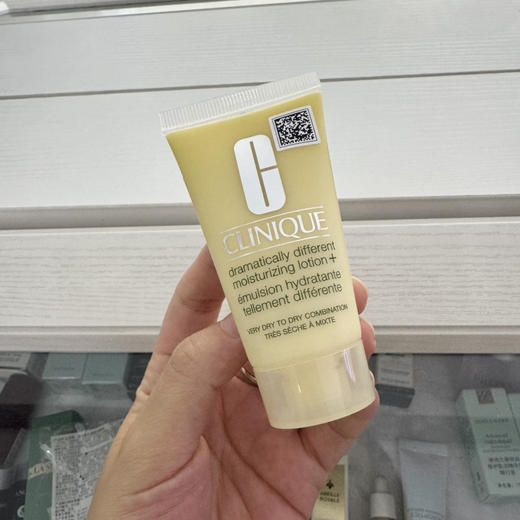 C
CLINIQUE
dramatically different
moisturizing lotion+
émulsion hydratante
tellement différente
VERY DRY TO DRY COMBINATION
TRÈS SÈCHE À MIXTE